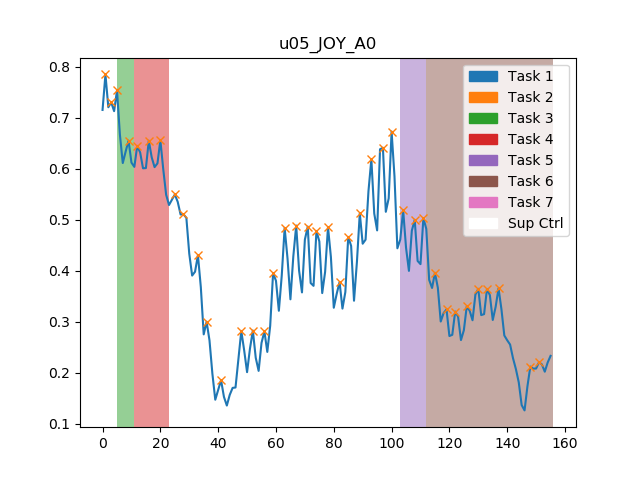 u05_JOY_A0
0.8
0.7
0.6
0.5
0.4
0.3
0.2
0.1
0 20 40 60 80 100 120 140 160
Task 1
Task 2
Task 3
Task 4
Task 5
Task 6
Task 7
Sup Ctrl